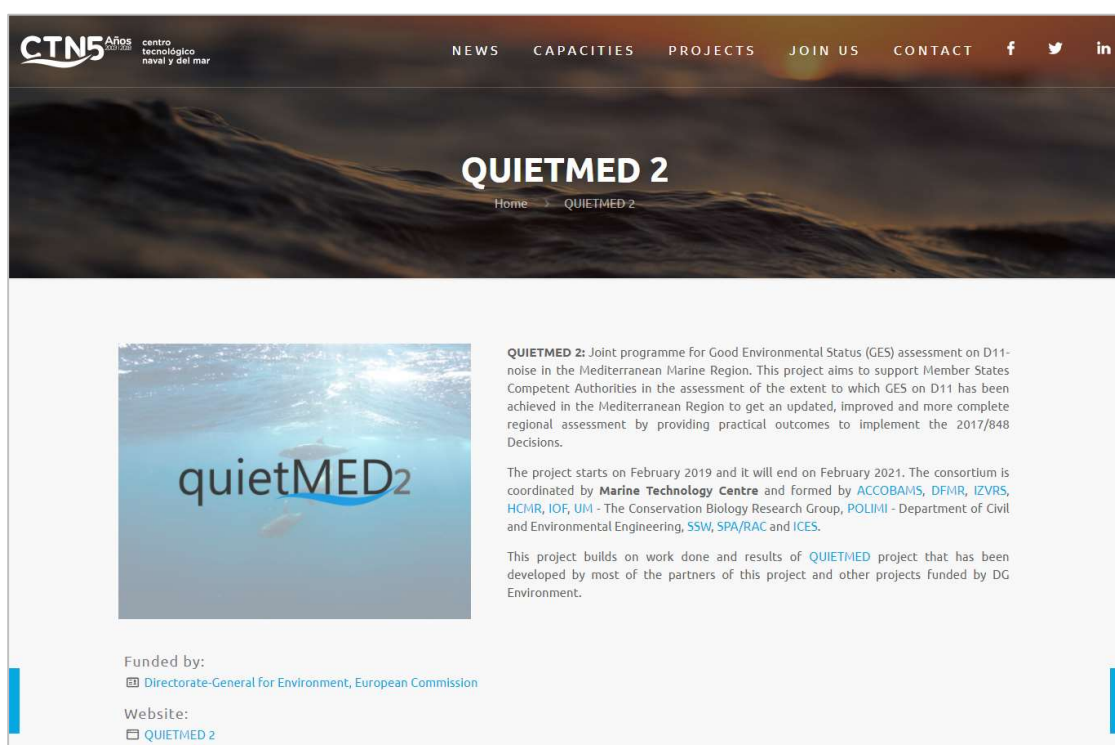 CTN5 Años
2003 | 2018
centro
tecnológico
naval y del mar
NEWS CAPACITIES PROJECTS JOIN US CONTACT
QUIETMED 2
Home > QUIETMED 2
quietMED2
QUIETMED 2: Joint programme for Good Environmental Status (GES) assessment on D11-
noise in the Mediterranean Marine Region. This project aims to support Member States
Competent Authorities in the assessment of the extent to which GES on D11 has been
achieved in the Mediterranean Region to get an updated, improved and more complete
regional assessment by providing practical outcomes to implement the 2017/848
Decisions.
The project starts on February 2019 and it will end on February 2021. The consortium is
coordinated by Marine Technology Centre and formed by ACCOBAMS, DFMR, IZVRS,
HCMR, IOF, UM - The Conservation Biology Research Group, POLIMI - Department of Civil
and Environmental Engineering, SSW, SPA/RAC and ICES.
This project builds on work done and results of QUIETMED project that has been
developed by most of the partners of this project and other projects funded by DG
Environment.
Funded by:
Directorate-General for Environment, European Commission
Website:
QUIETMED 2